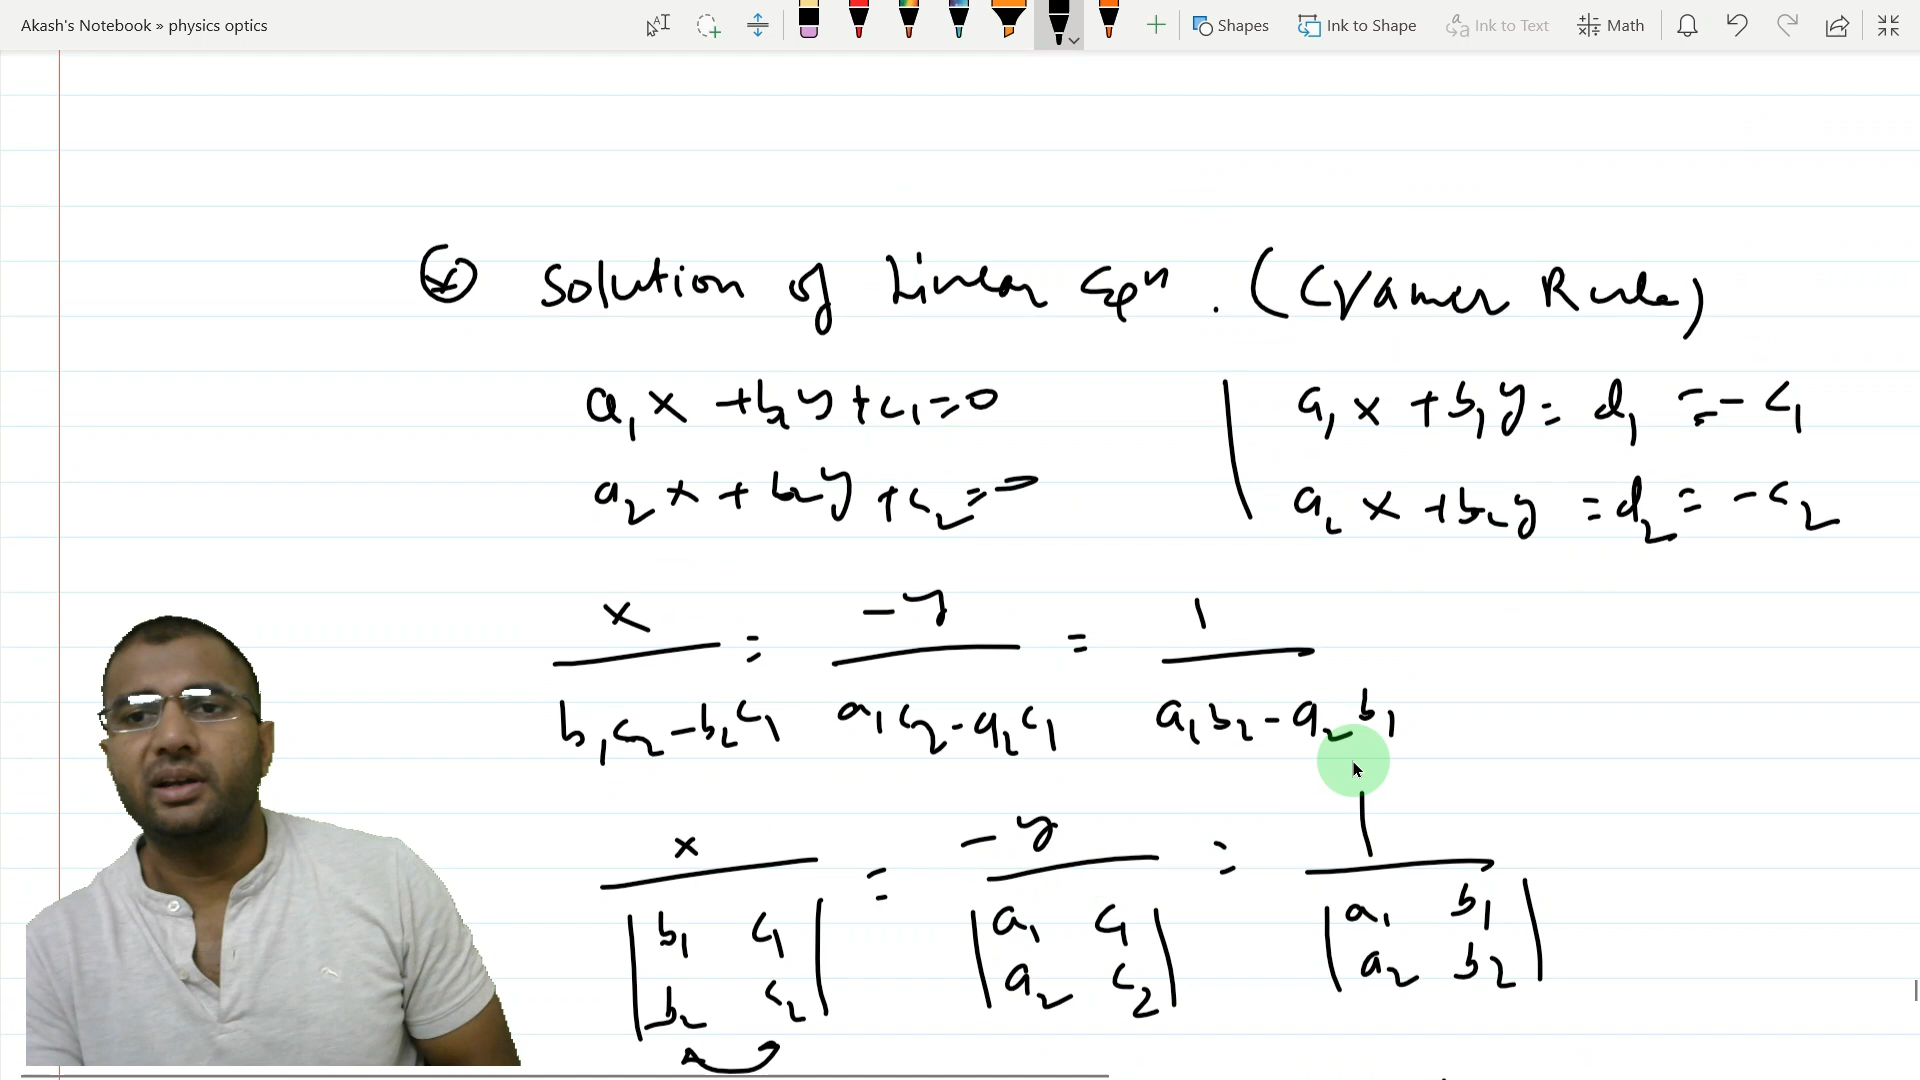 Akash's Notebook » physics optics
Shapes Ink to Shape Ink to Text Math
Solution of Linear Eqⁿ. (Cramer Rule)
a₁x + b₁y + c₁ = 0
a₂x + b₂y + c₂ = 0
a₁x + b₁y = d₁ = -c₁
a₂x + b₂y = d₂ = -c₂
x = -y = 1
b₁c₂ - b₂c₁ a₁c₂ - a₂c₁ a₁b₂ - a₂b₁
x = -y = 1
|b₁ c₁| |a₁ c₁| |a₁ b₁|
|b₂ c₂| |a₂ c₂| |a₂ b₂|